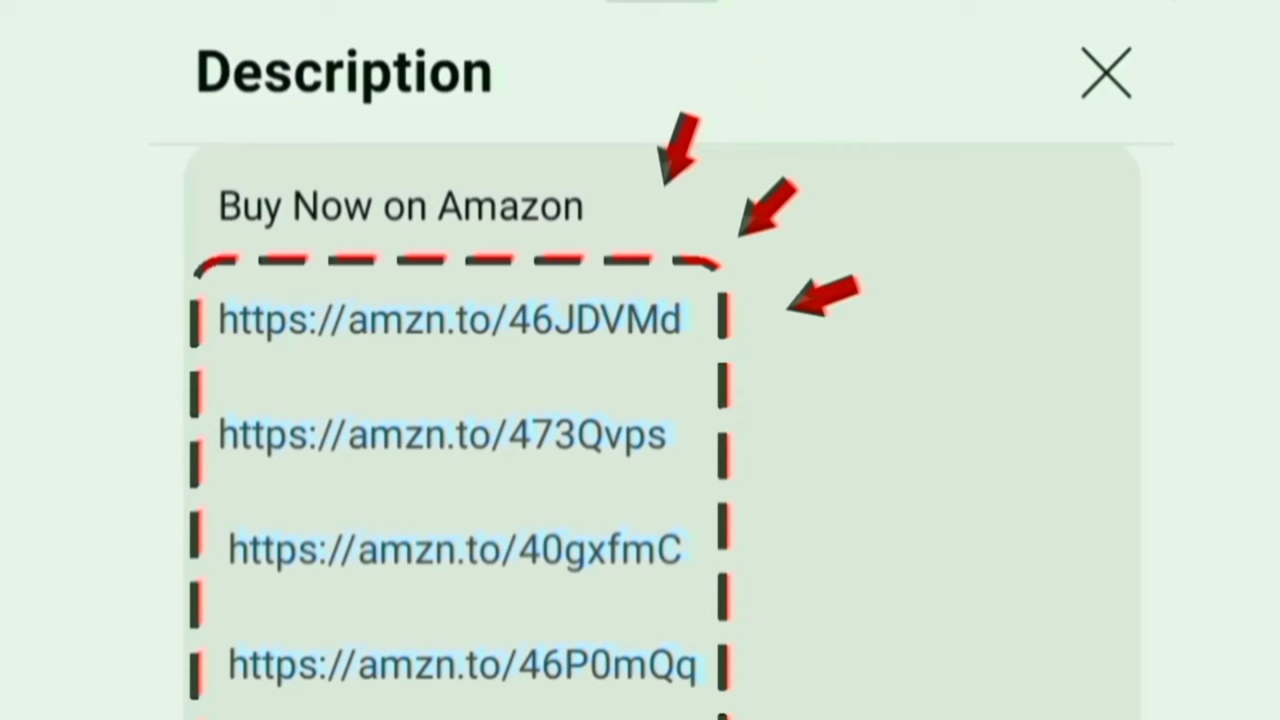 Description
Buy Now on Amazon
https://amzn.to/46JDVMd
https://amzn.to/473Qvps
https://amzn.to/40gxfmC
https://amzn.to/46P0mQq